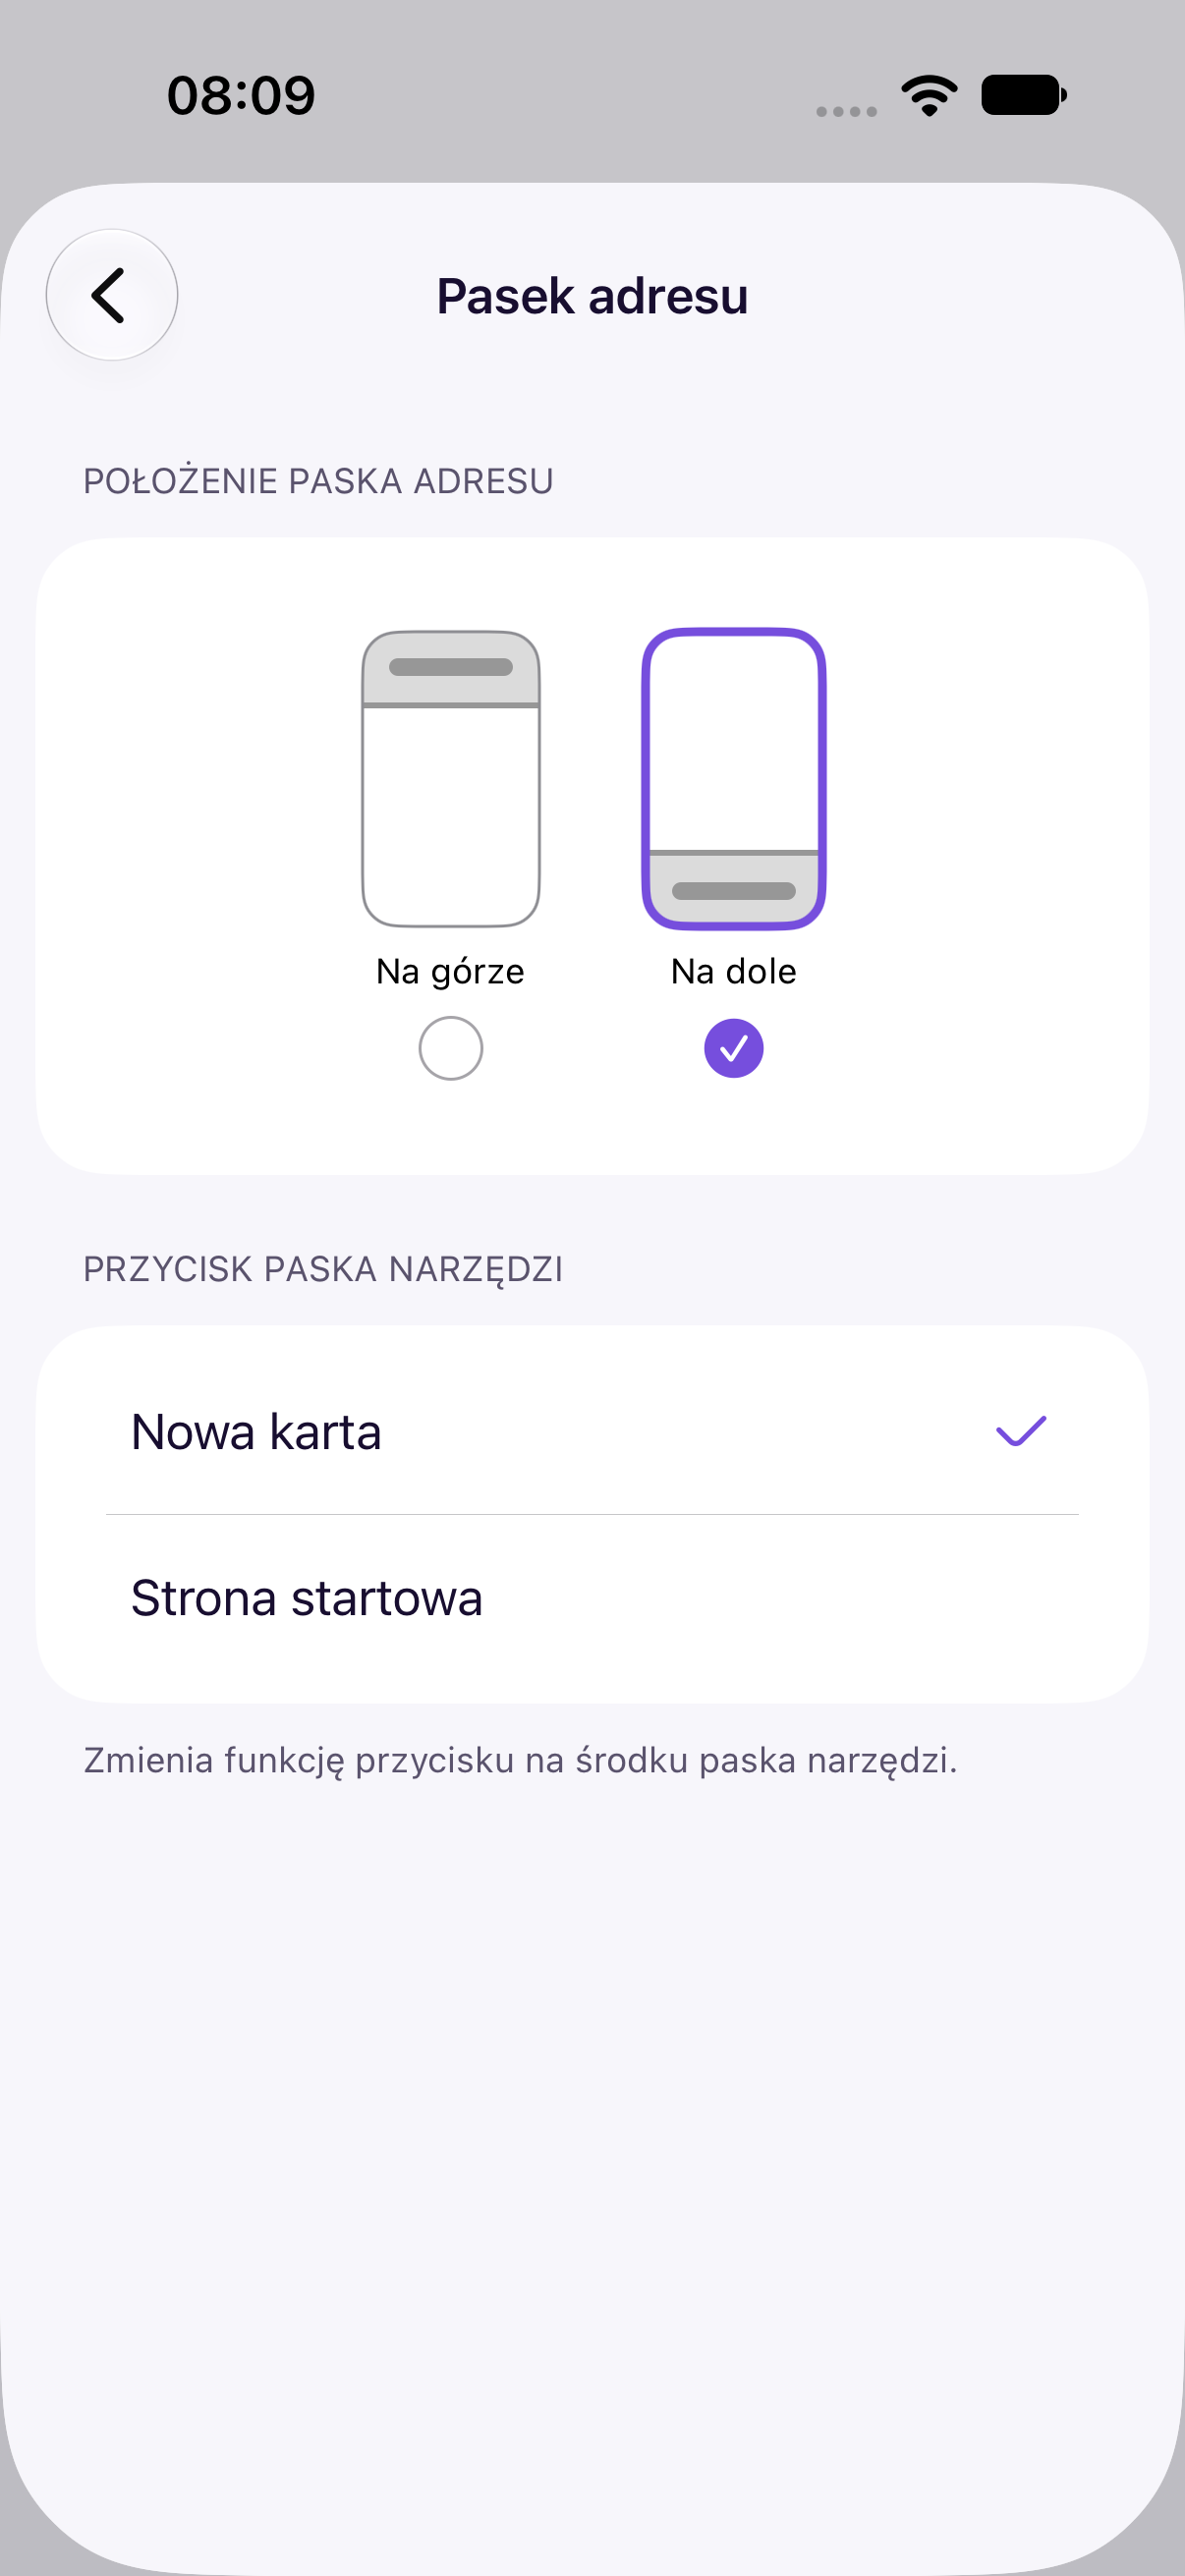 08:09
Pasek adresu
POŁOŻENIE PASKA ADRESU
Na górze
Na dole
PRZYCISK PASKA NARZĘDZI
Nowa karta
Strona startowa
Zmienia funkcję przycisku na środku paska narzędzi.